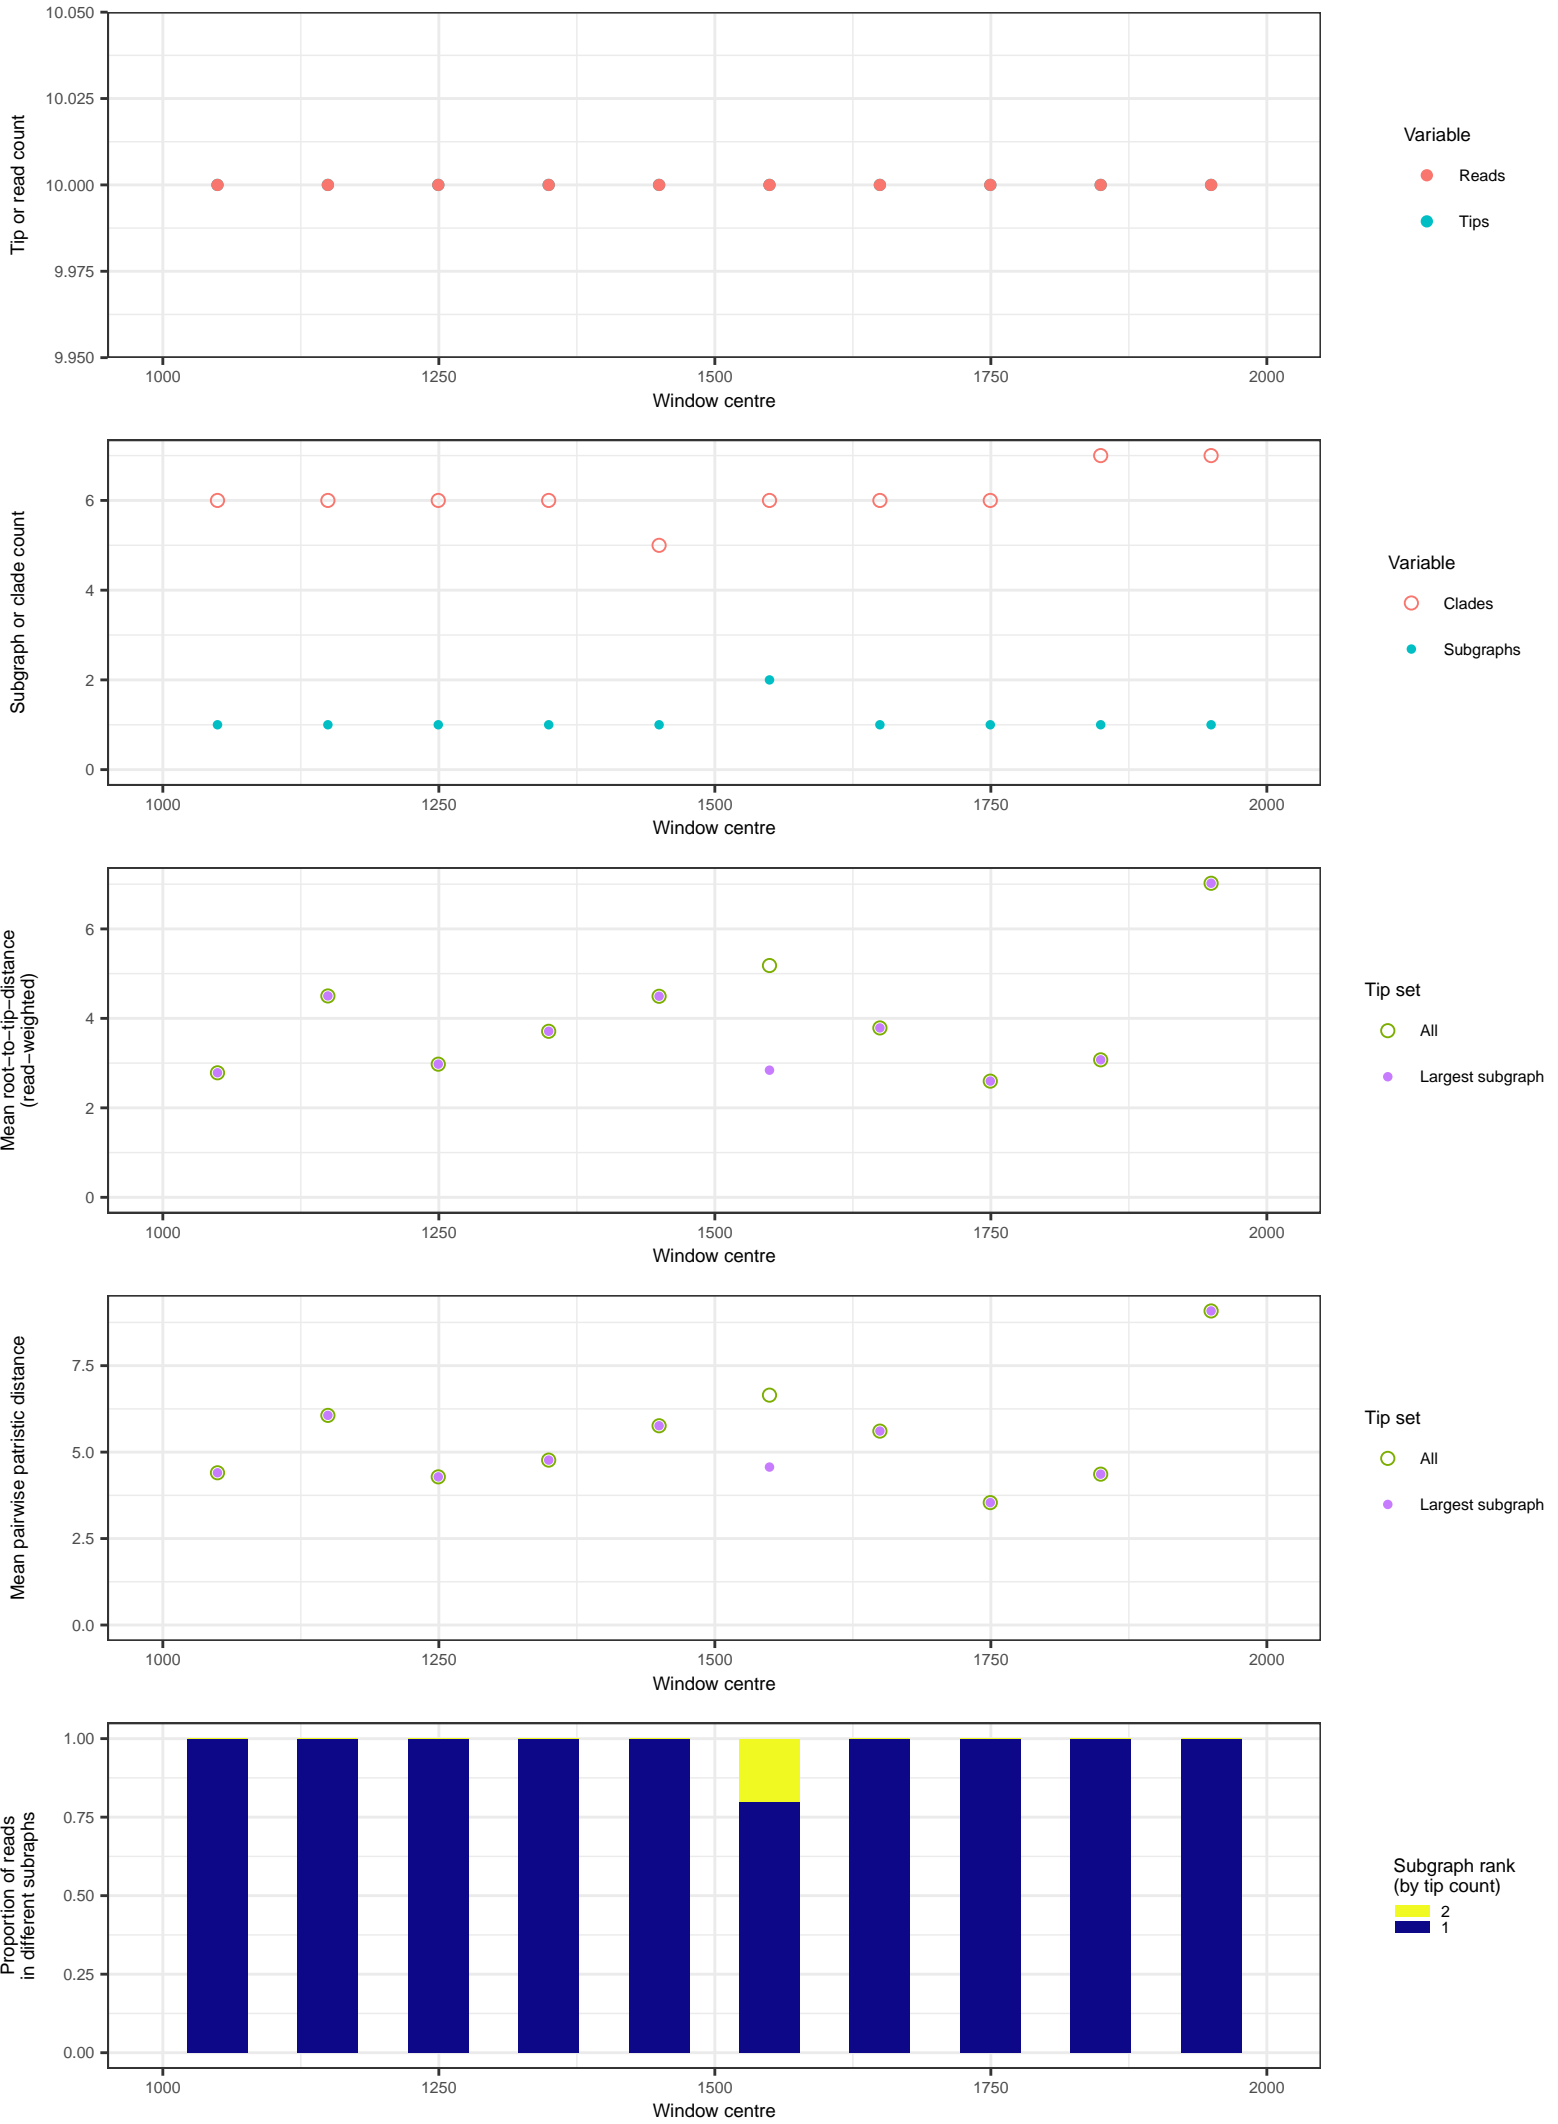 10.050
10.025
10.000
9.975
9.950
Tip or read count
1000 1250 1500 1750 2000
Window centre
Variable
Reads
Tips
6
4
2
0
Subgraph or clade count
1000 1250 1500 1750 2000
Window centre
Variable
Clades
Subgraphs
6
4
2
0
Mean root−to−tip−distance
(read−weighted)
1000 1250 1500 1750 2000
Window centre
Tip set
All
Largest subgraph
7.5
5.0
2.5
0.0
Mean pairwise patristic distance
1000 1250 1500 1750 2000
Window centre
Tip set
All
Largest subgraph
1.00
0.75
0.50
0.25
0.00
Proportion of reads
in different subraphs
1000 1250 1500 1750 2000
Window centre
Subgraph rank
(by tip count)
2
1